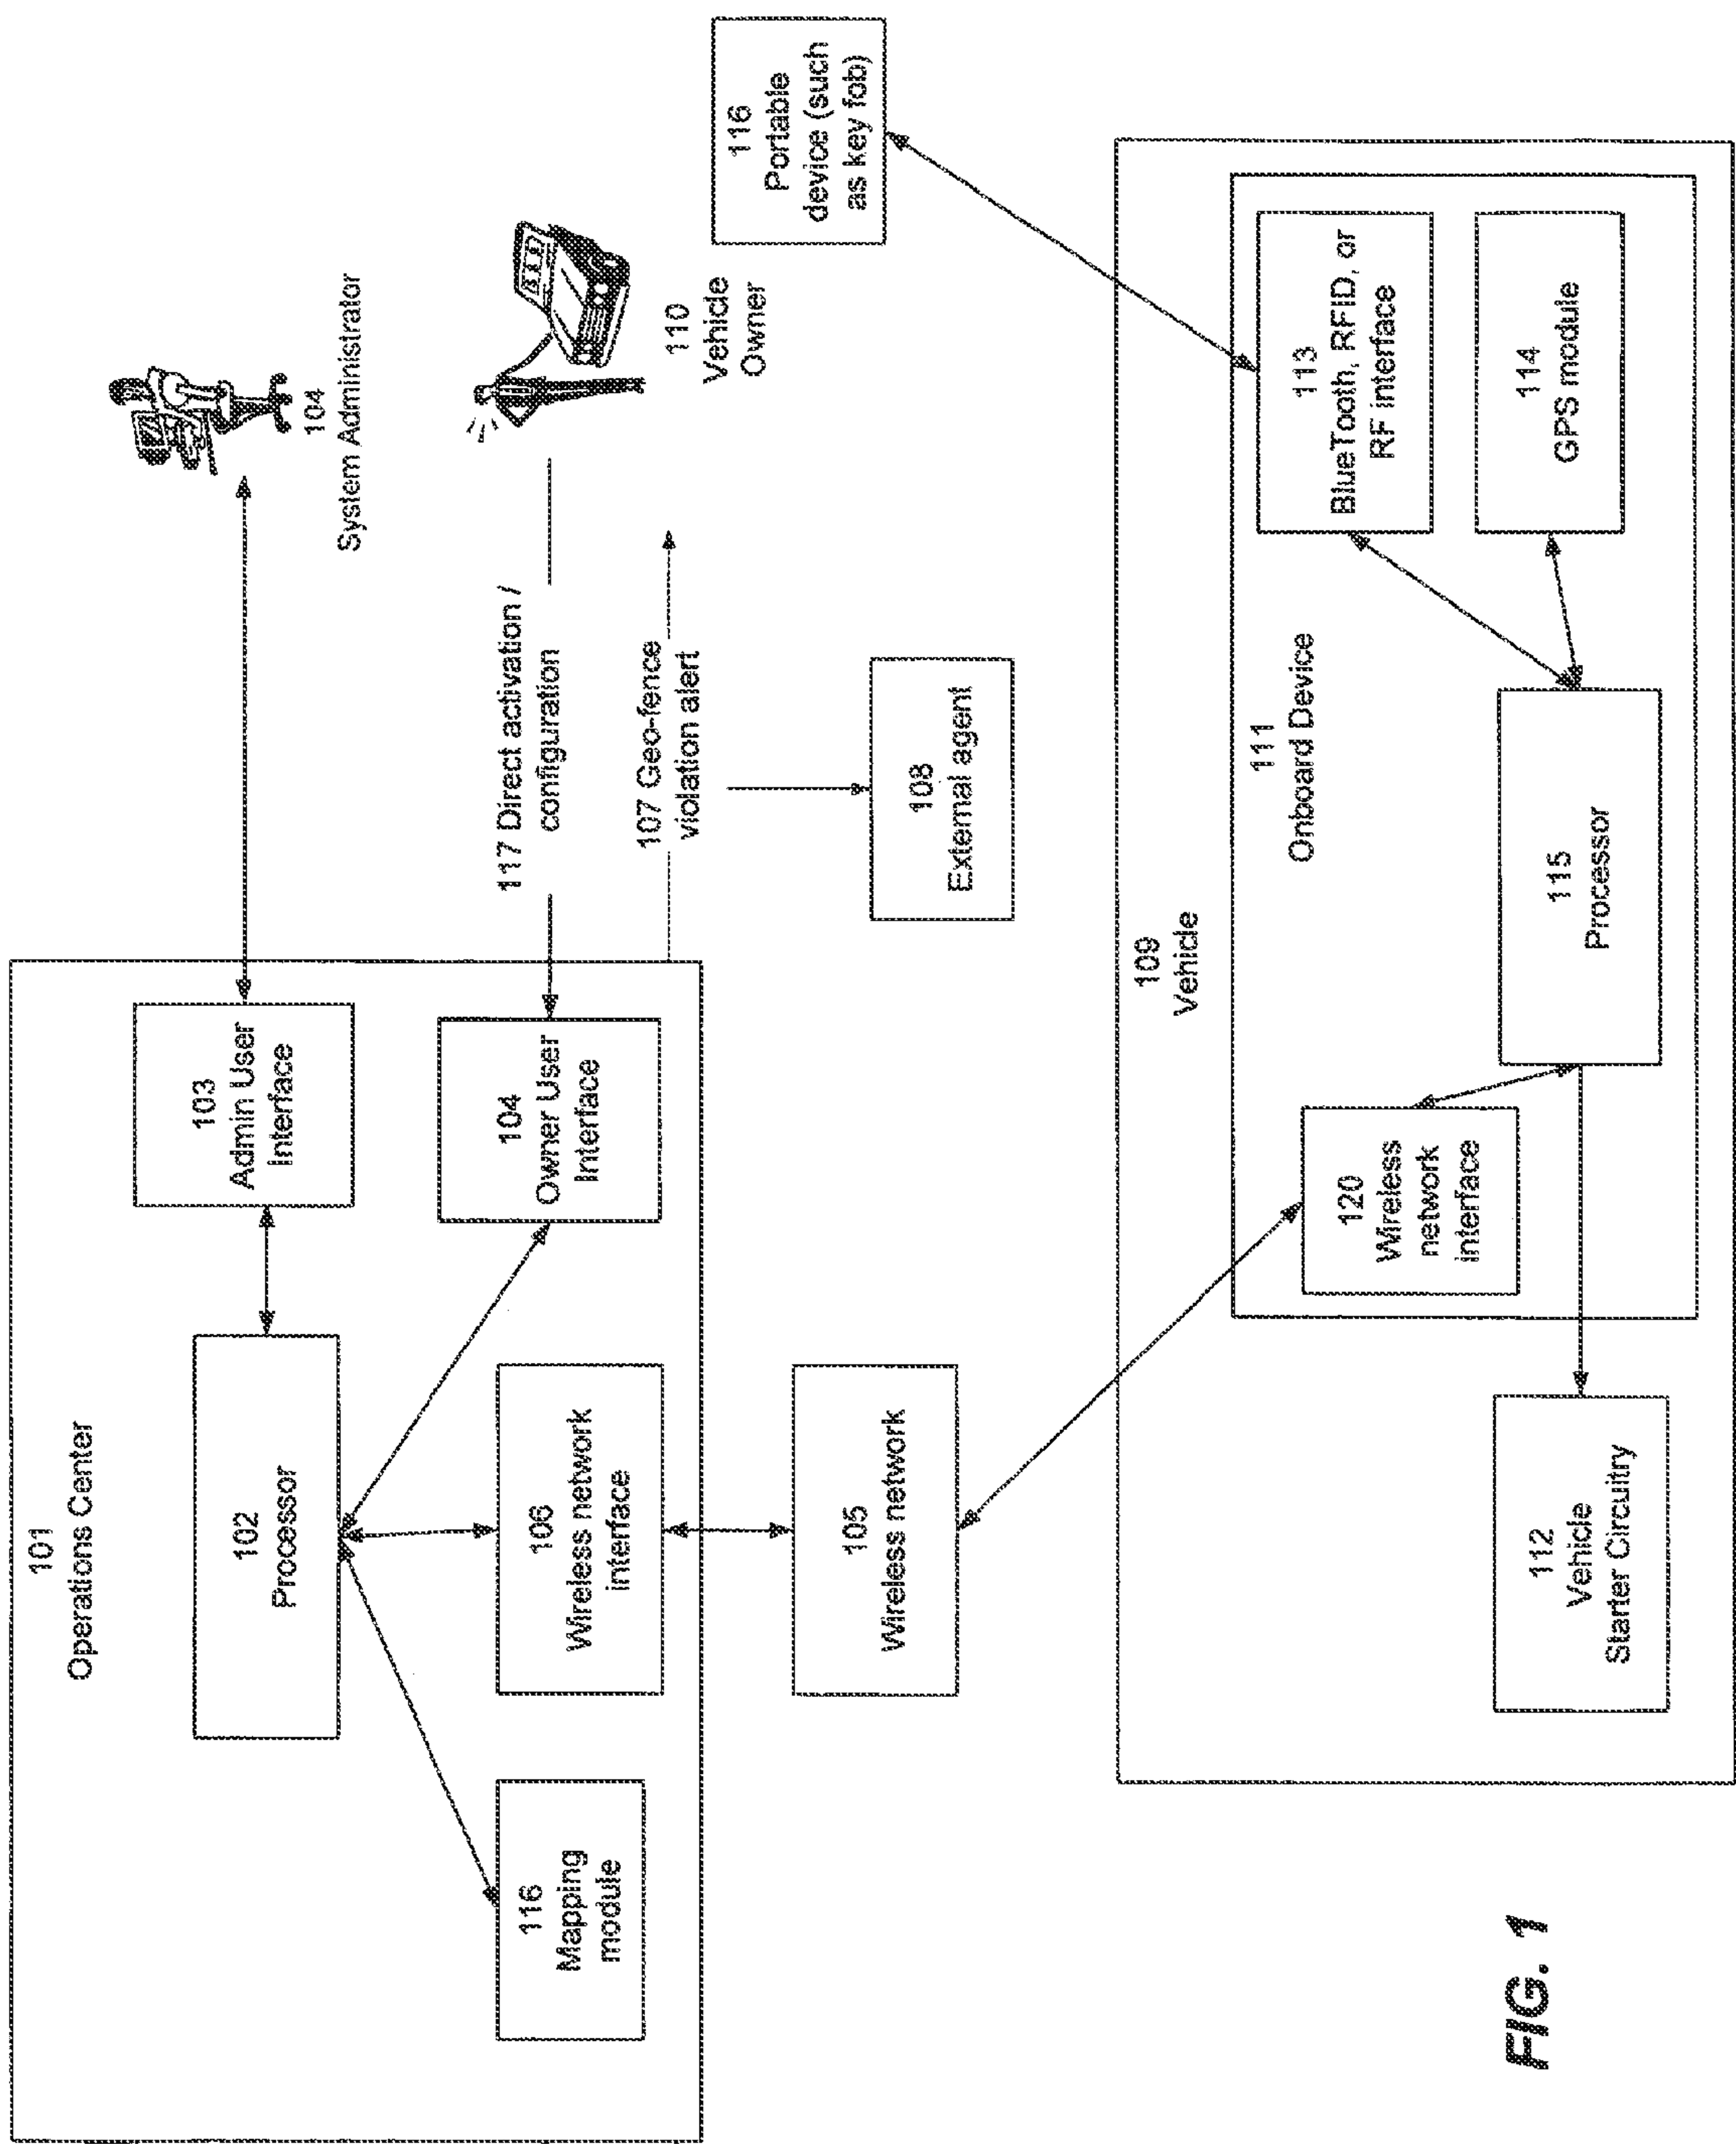 101
Operations Center
102
Processor
103
Admin User
Interface
104
System Administrator
116
Mapping
module
106
Wireless network
interface
104
Owner User
Interface
117 Direct activation /
configuration
110
Vehicle
Owner
107 Geo-fence
violation alert
105
Wireless network
108
External agent
116
Portable
device (such
as key fob)
109
Vehicle
111
Onboard Device
120
Wireless
network
interface
113
BlueTooth, RFID, or
RF interface
112
Vehicle
Starter Circuitry
115
Processor
114
GPS module
FIG. 1